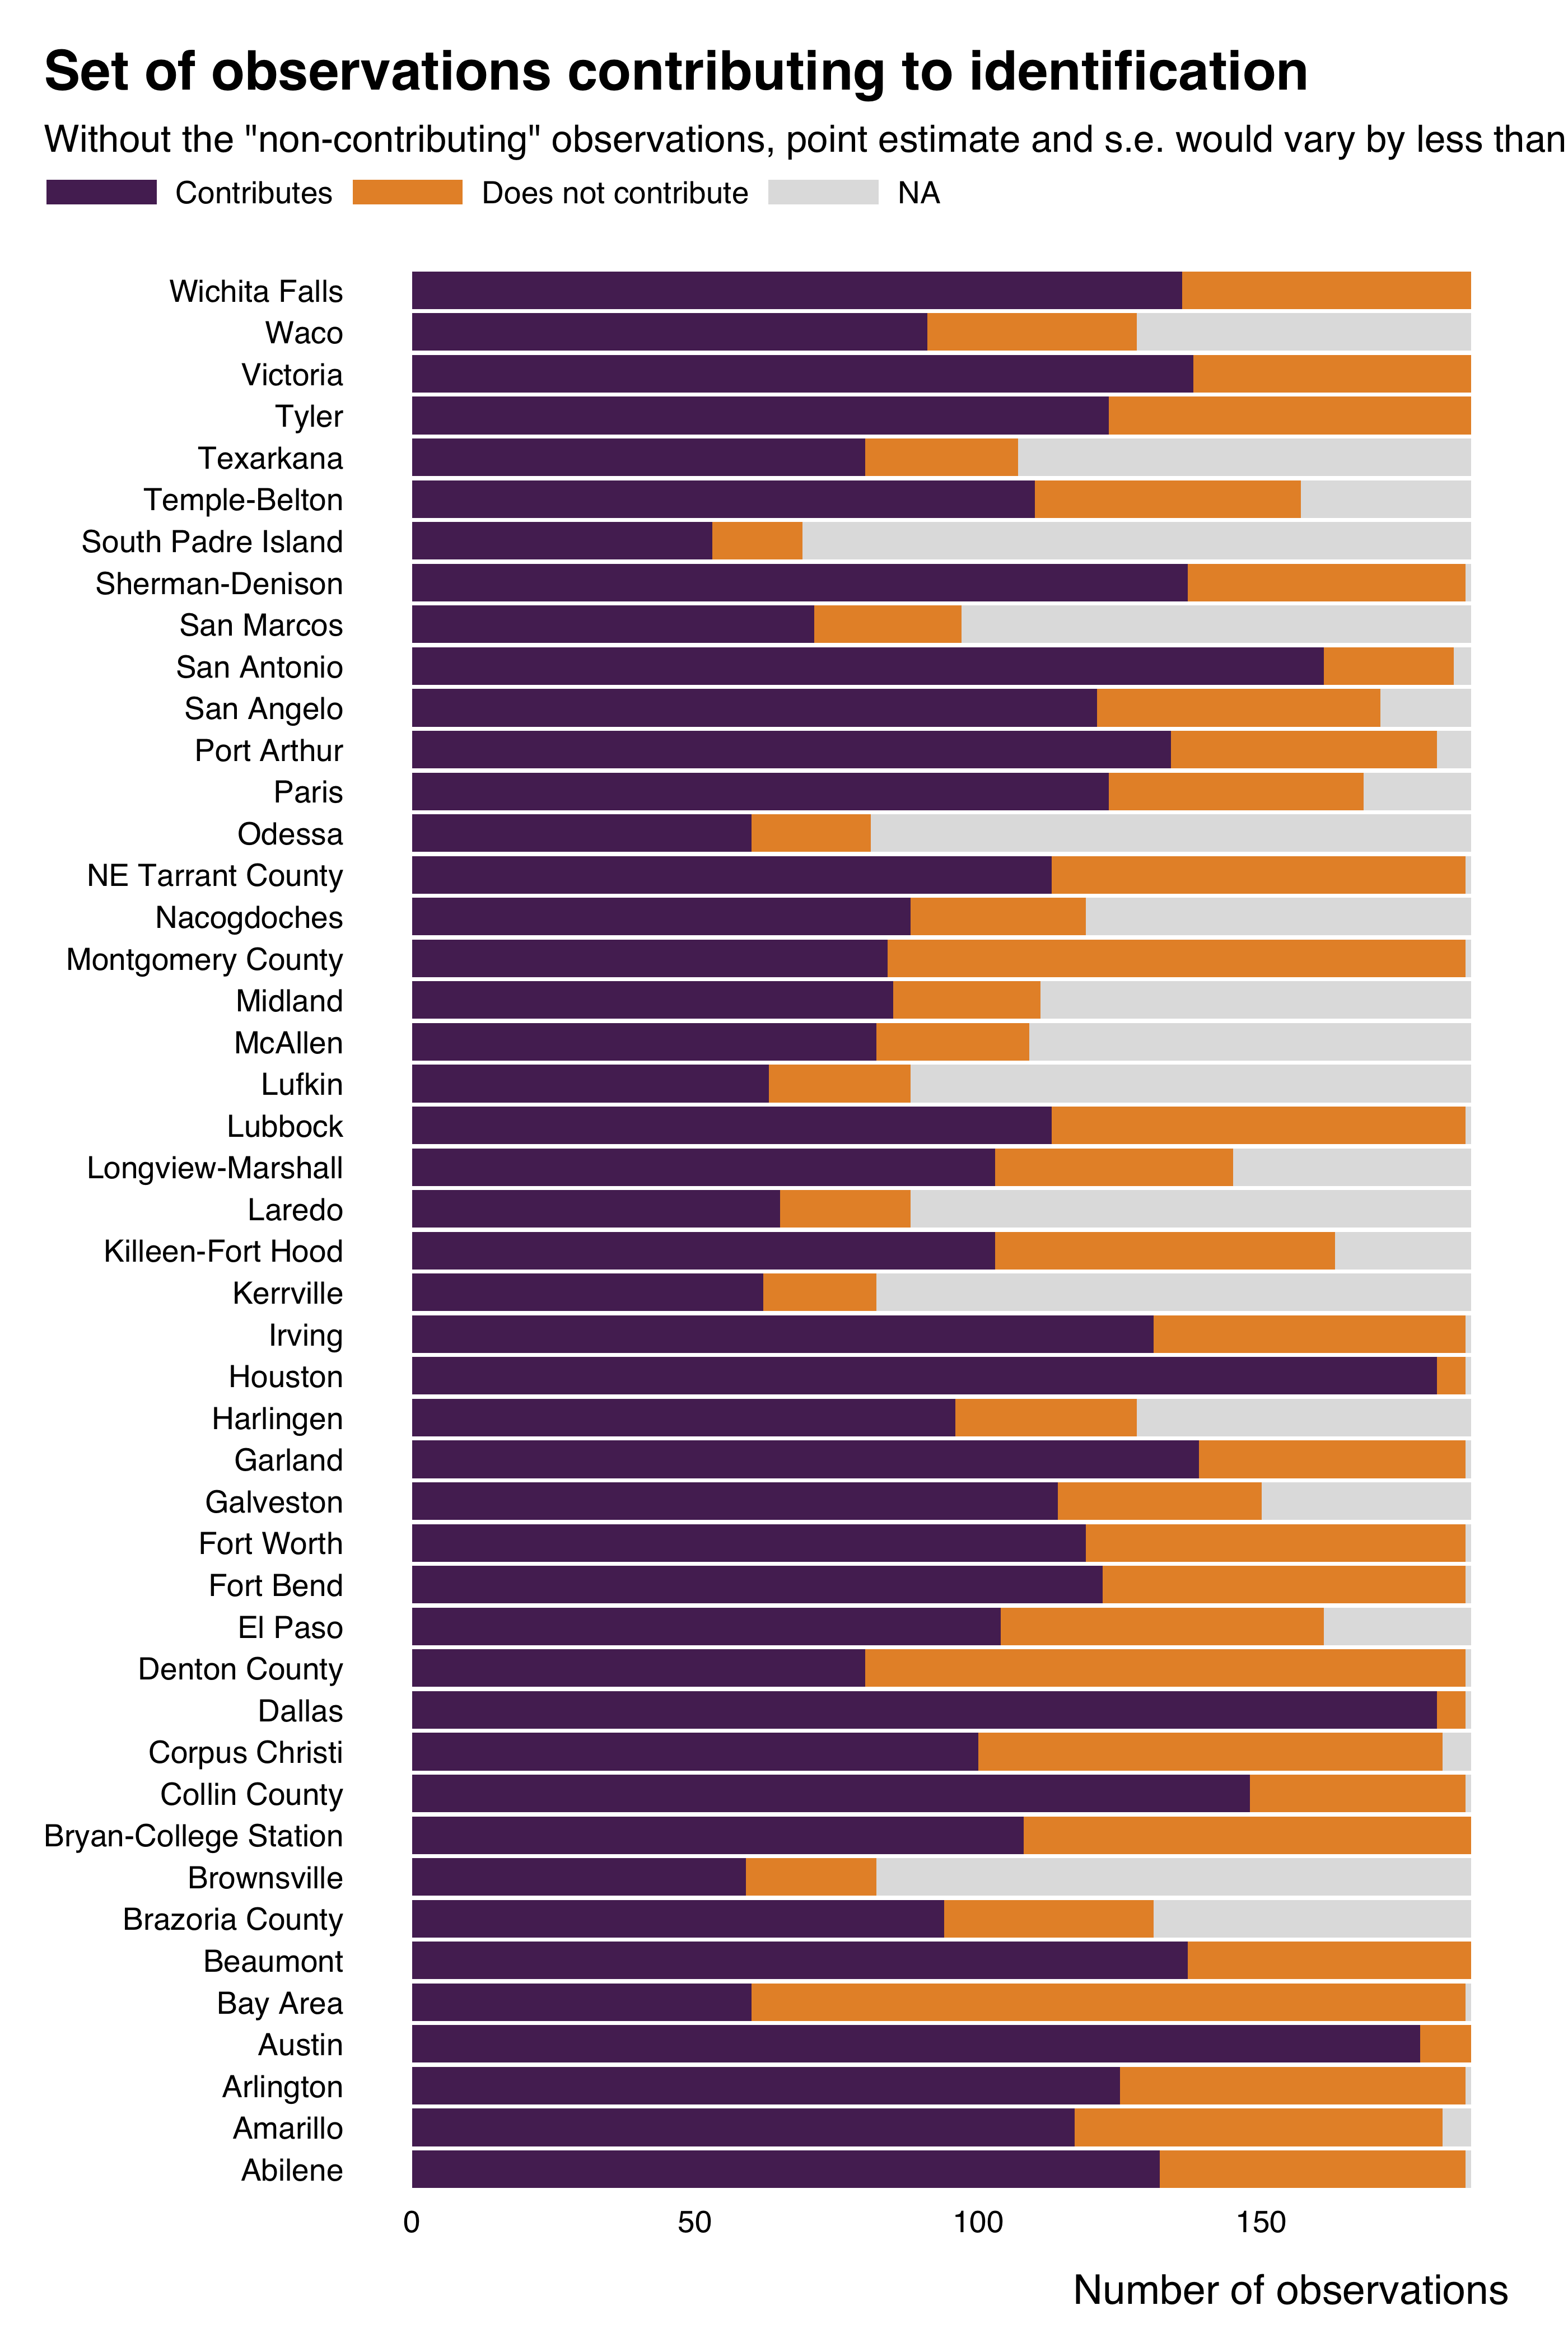 Set of observations contributing to identification
Without the "non-contributing" observations, point estimate and s.e. would vary by less than
Contributes Does not contribute NA
Wichita Falls
Waco
Victoria
Tyler
Texarkana
Temple-Belton
South Padre Island
Sherman-Denison
San Marcos
San Antonio
San Angelo
Port Arthur
Paris
Odessa
NE Tarrant County
Nacogdoches
Montgomery County
Midland
McAllen
Lufkin
Lubbock
Longview-Marshall
Laredo
Killeen-Fort Hood
Kerrville
Irving
Houston
Harlingen
Garland
Galveston
Fort Worth
Fort Bend
El Paso
Denton County
Dallas
Corpus Christi
Collin County
Bryan-College Station
Brownsville
Brazoria County
Beaumont
Bay Area
Austin
Arlington
Amarillo
Abilene
0 50 100 150
Number of observations